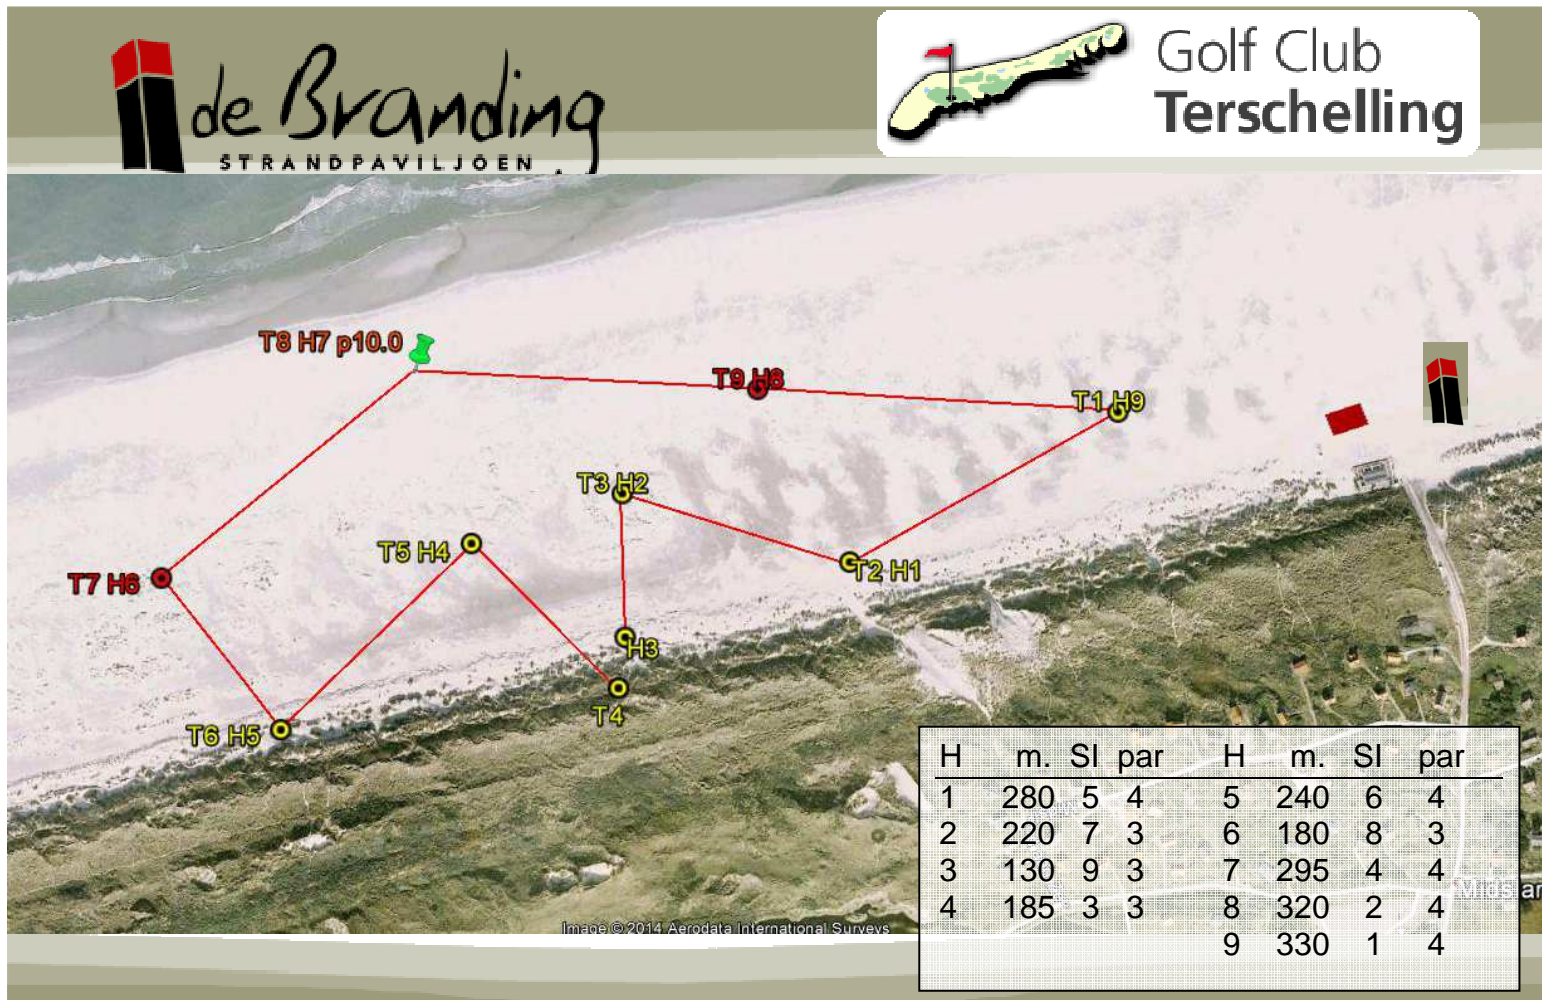 de Branding
STRANDPAVILJOEN
Golf Club
Terschelling
T8 H7 p10.0
T9 H8
T1 H9
T3 H2
T5 H4
T2 H1
T7 H6
H3
T4
T6 H5
H m. SI par H m. SI par
1 280 5 4 5 240 6 4
2 220 7 3 6 180 8 3
3 130 9 3 7 295 4 4
4 185 3 3 8 320 2 4
9 330 1 4
Image © 2014 Aerodata International Surveys